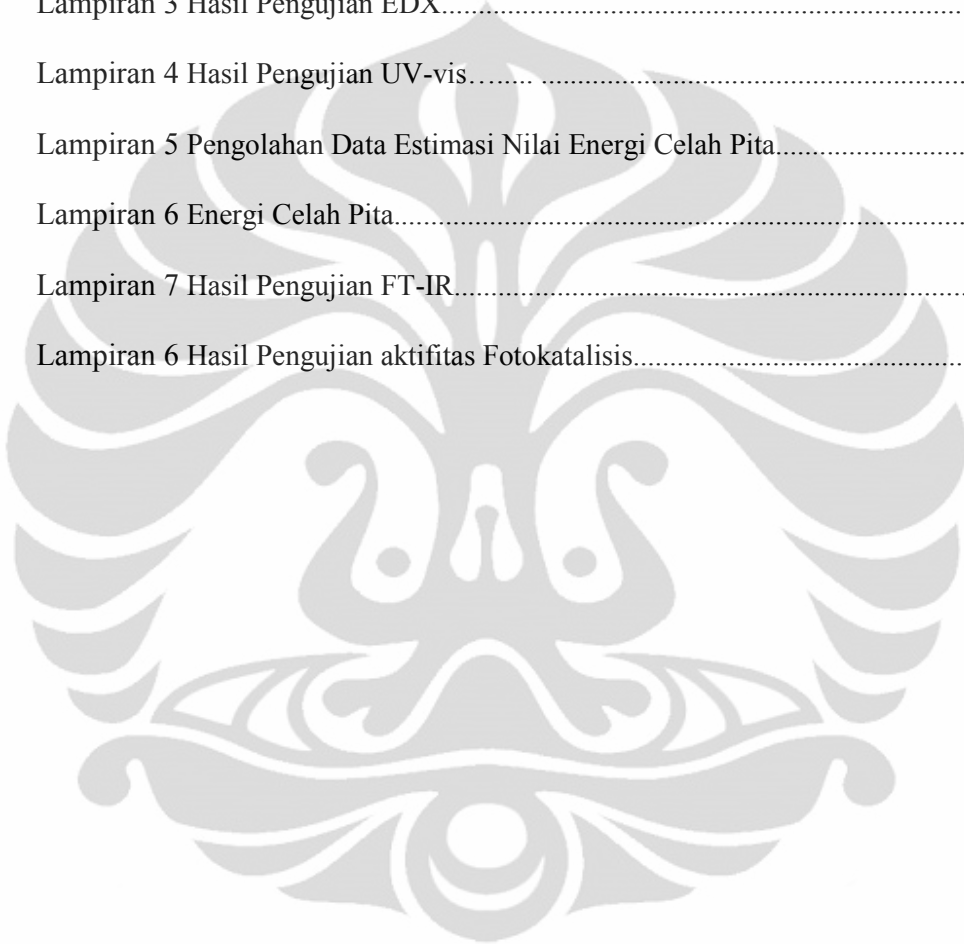 Lampiran 3 Hasil Pengujian EDX...............................................................................
Lampiran 4 Hasil Pengujian UV-vis…...... .................................................................
Lampiran 5 Pengolahan Data Estimasi Nilai Energi Celah Pita............................
Lampiran 6 Energi Celah Pita......................................................................................
Lampiran 7 Hasil Pengujian FT-IR.............................................................................
Lampiran 6 Hasil Pengujian aktifitas Fotokatalisis..................................................